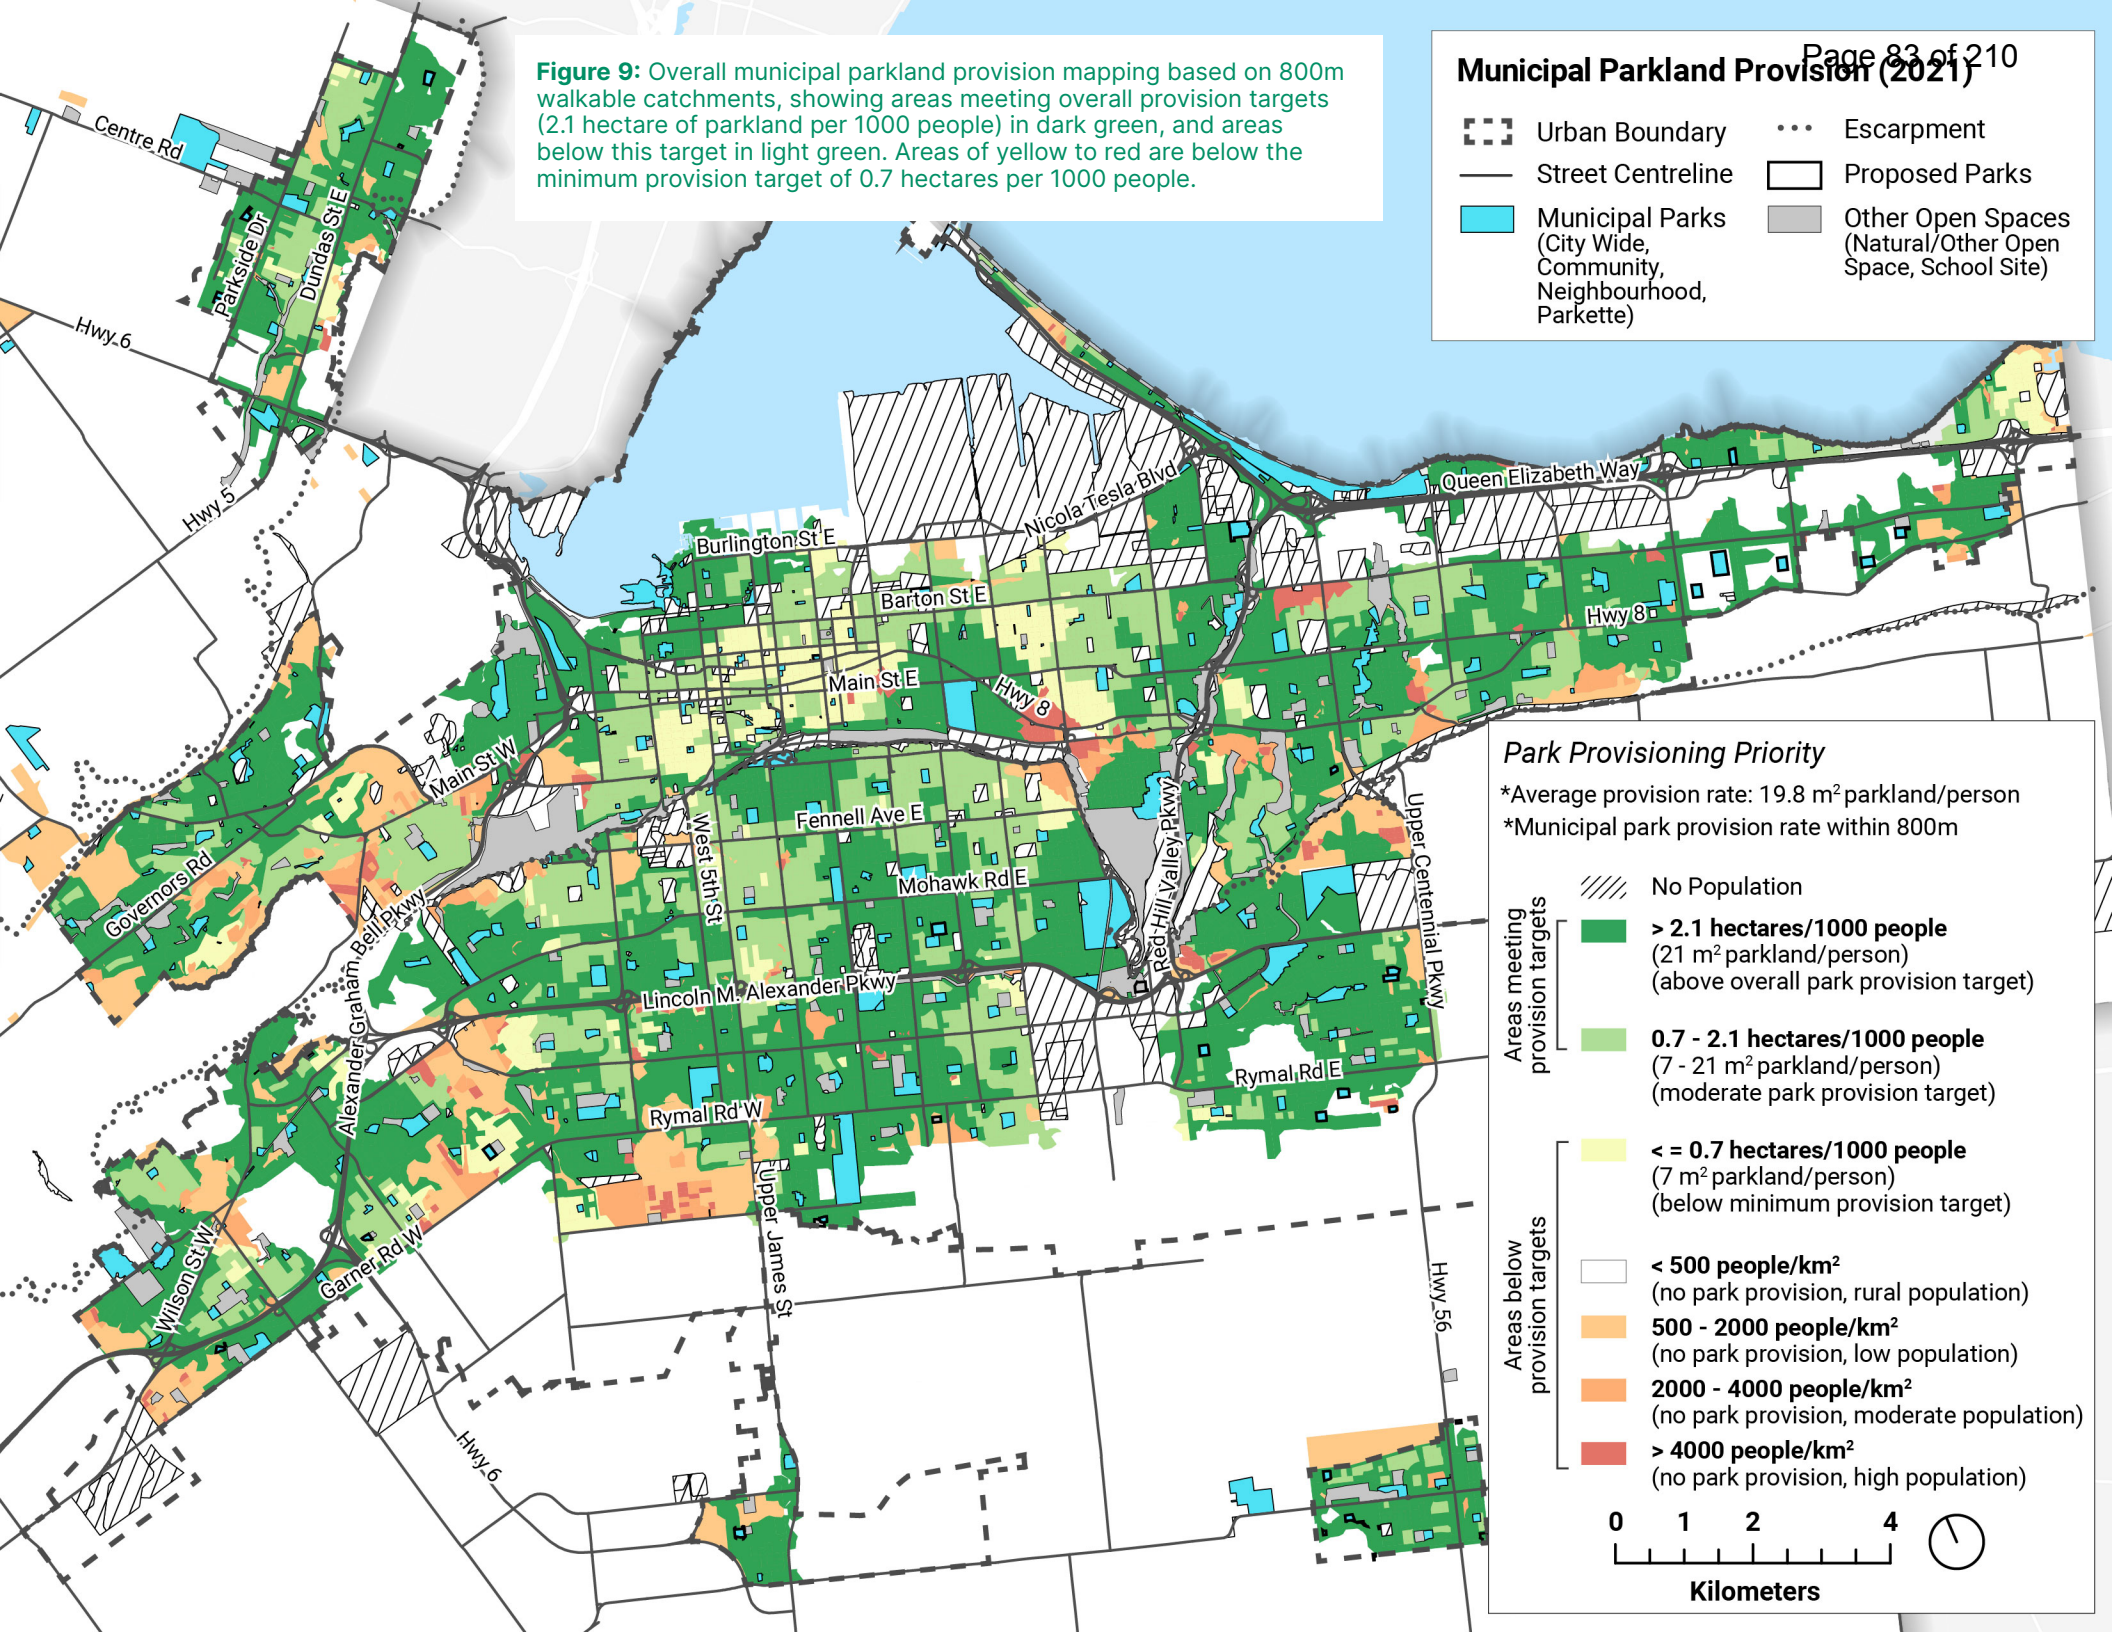 Figure 9: Overall municipal parkland provision mapping based on 800m
walkable catchments, showing areas meeting overall provision targets
(2.1 hectare of parkland per 1000 people) in dark green, and areas
below this target in light green. Areas of yellow to red are below the
minimum provision target of 0.7 hectares per 1000 people.
Page 83 of 210
Municipal Parkland Provision (2021)
Urban Boundary
Escarpment
Street Centreline
Proposed Parks
Municipal Parks
(City Wide,
Community,
Neighbourhood,
Parkette)
Other Open Spaces
(Natural/Other Open
Space, School Site)
Centre Rd
Parkside Dr
Dundas St E
Hwy 6
Hwy 5
Burlington St E
Nicola Tesla Blvd
Queen Elizabeth Way
Barton St E
Hwy 8
Main St E
Hwy 8
Main St W
Fennell Ave E
West 5th St
Mohawk Rd E
Red Hill Valley Pkwy
Upper Centennial Pkwy
Governors Rd
Alexander Graham Bell Pkwy
Lincoln M. Alexander Pkwy
Rymal Rd E
Rymal Rd W
Upper James St
Garner Rd W
Wilson St W
Hwy 56
Hwy 6
Park Provisioning Priority
*Average provision rate: 19.8 m² parkland/person
*Municipal park provision rate within 800m
No Population
Areas meeting
provision targets
> 2.1 hectares/1000 people
(21 m² parkland/person)
(above overall park provision target)
0.7 - 2.1 hectares/1000 people
(7 - 21 m² parkland/person)
(moderate park provision target)
Areas below
provision targets
< = 0.7 hectares/1000 people
(7 m² parkland/person)
(below minimum provision target)
< 500 people/km²
(no park provision, rural population)
500 - 2000 people/km²
(no park provision, low population)
2000 - 4000 people/km²
(no park provision, moderate population)
> 4000 people/km²
(no park provision, high population)
0 1 2 4
Kilometers